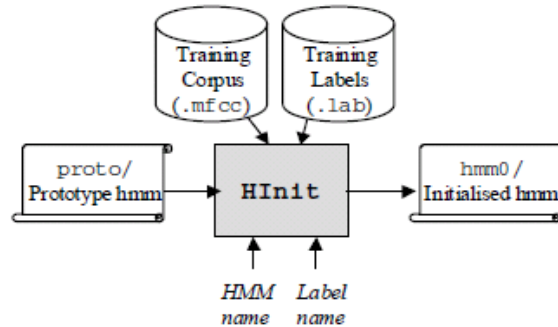 Training
Corpus
(.mfcc)
Training
Labels
(.lab)
proto/
Prototype hmm
HInit
hmm0/
Initialised hmm
HMM
name
Label
name